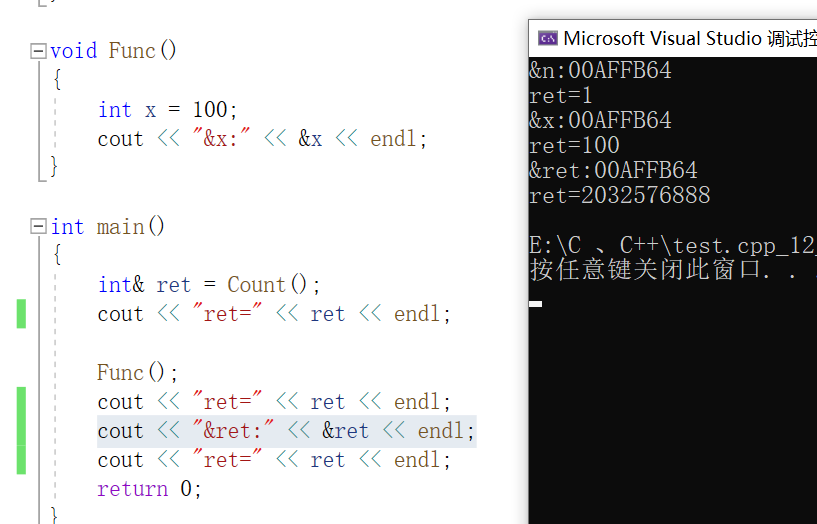 void Func()
{
int x = 100;
cout << "&x:" << &x << endl;
}
int main()
{
int& ret = Count();
cout << "ret=" << ret << endl;
Func();
cout << "ret=" << ret << endl;
cout << "&ret:" << &ret << endl;
cout << "ret=" << ret << endl;
return 0;
}
Microsoft Visual Studio 调试控
&n:00AFFB64
ret=1
&x:00AFFB64
ret=100
&ret:00AFFB64
ret=2032576888
E:\C 、C++\test.cpp_12_
按任意键关闭此窗口. . .